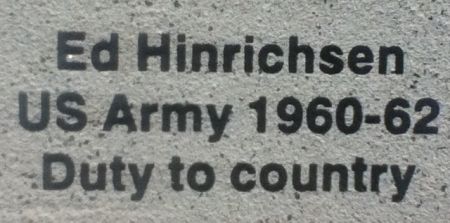 Ed Hinrichsen
US Army 1960-62
Duty to country